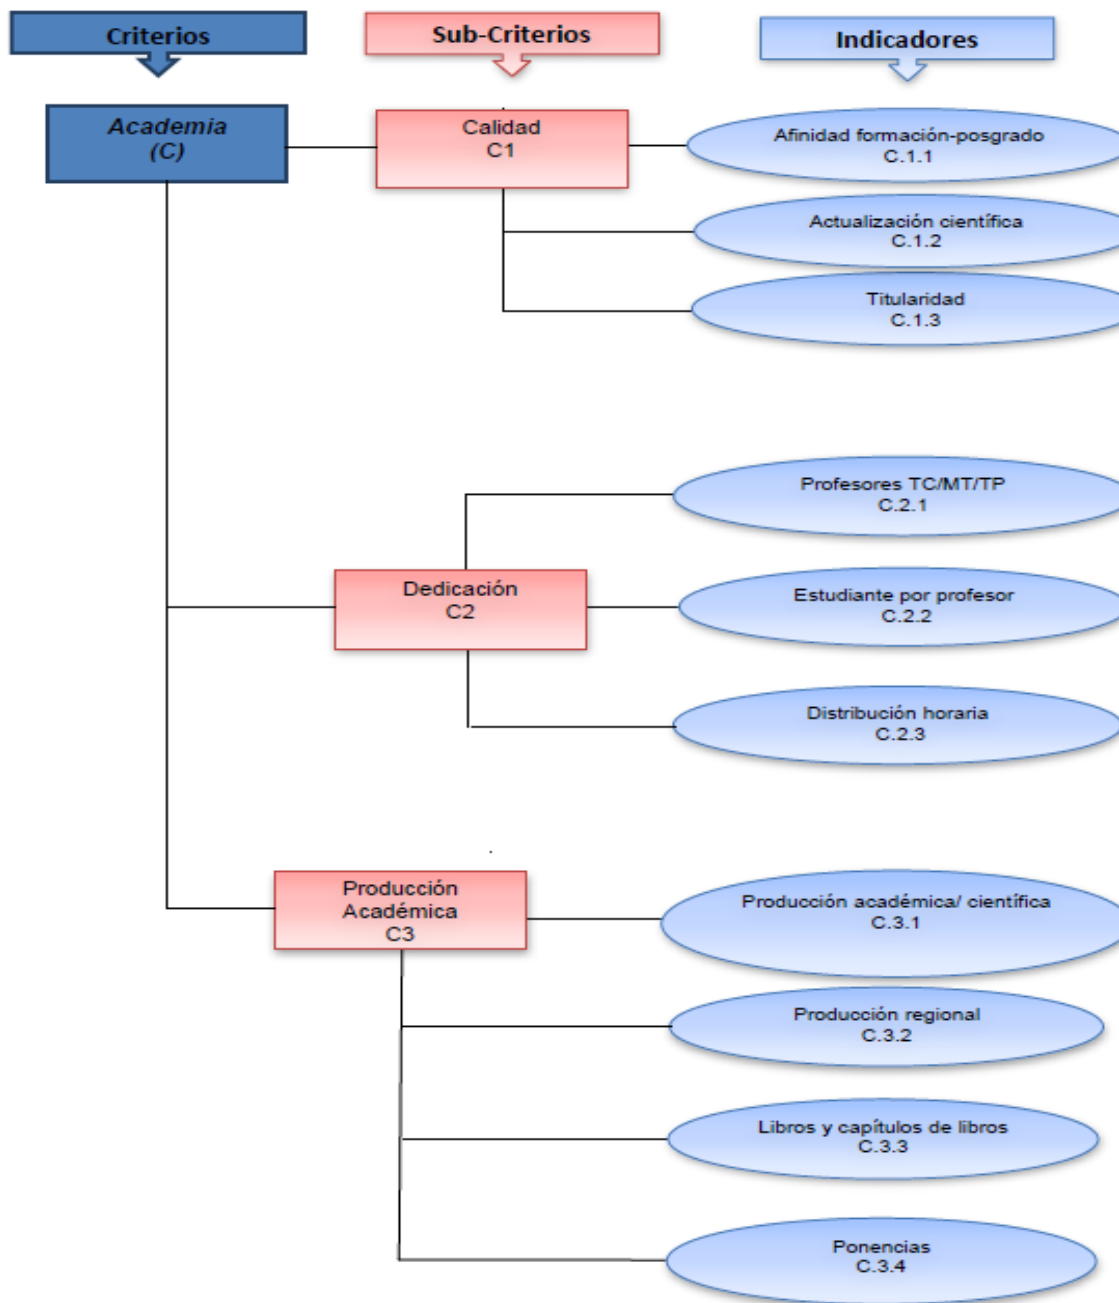 Criterios
Sub-Criterios
Indicadores
Academia
(C)
Calidad
C1
Afinidad formación-posgrado
C.1.1
Actualización científica
C.1.2
Titularidad
C.1.3
Profesores TC/MT/TP
C.2.1
Dedicación
C2
Estudiante por profesor
C.2.2
Distribución horaria
C.2.3
Producción
Académica
C3
Producción académica/ científica
C.3.1
Producción regional
C.3.2
Libros y capítulos de libros
C.3.3
Ponencias
C.3.4